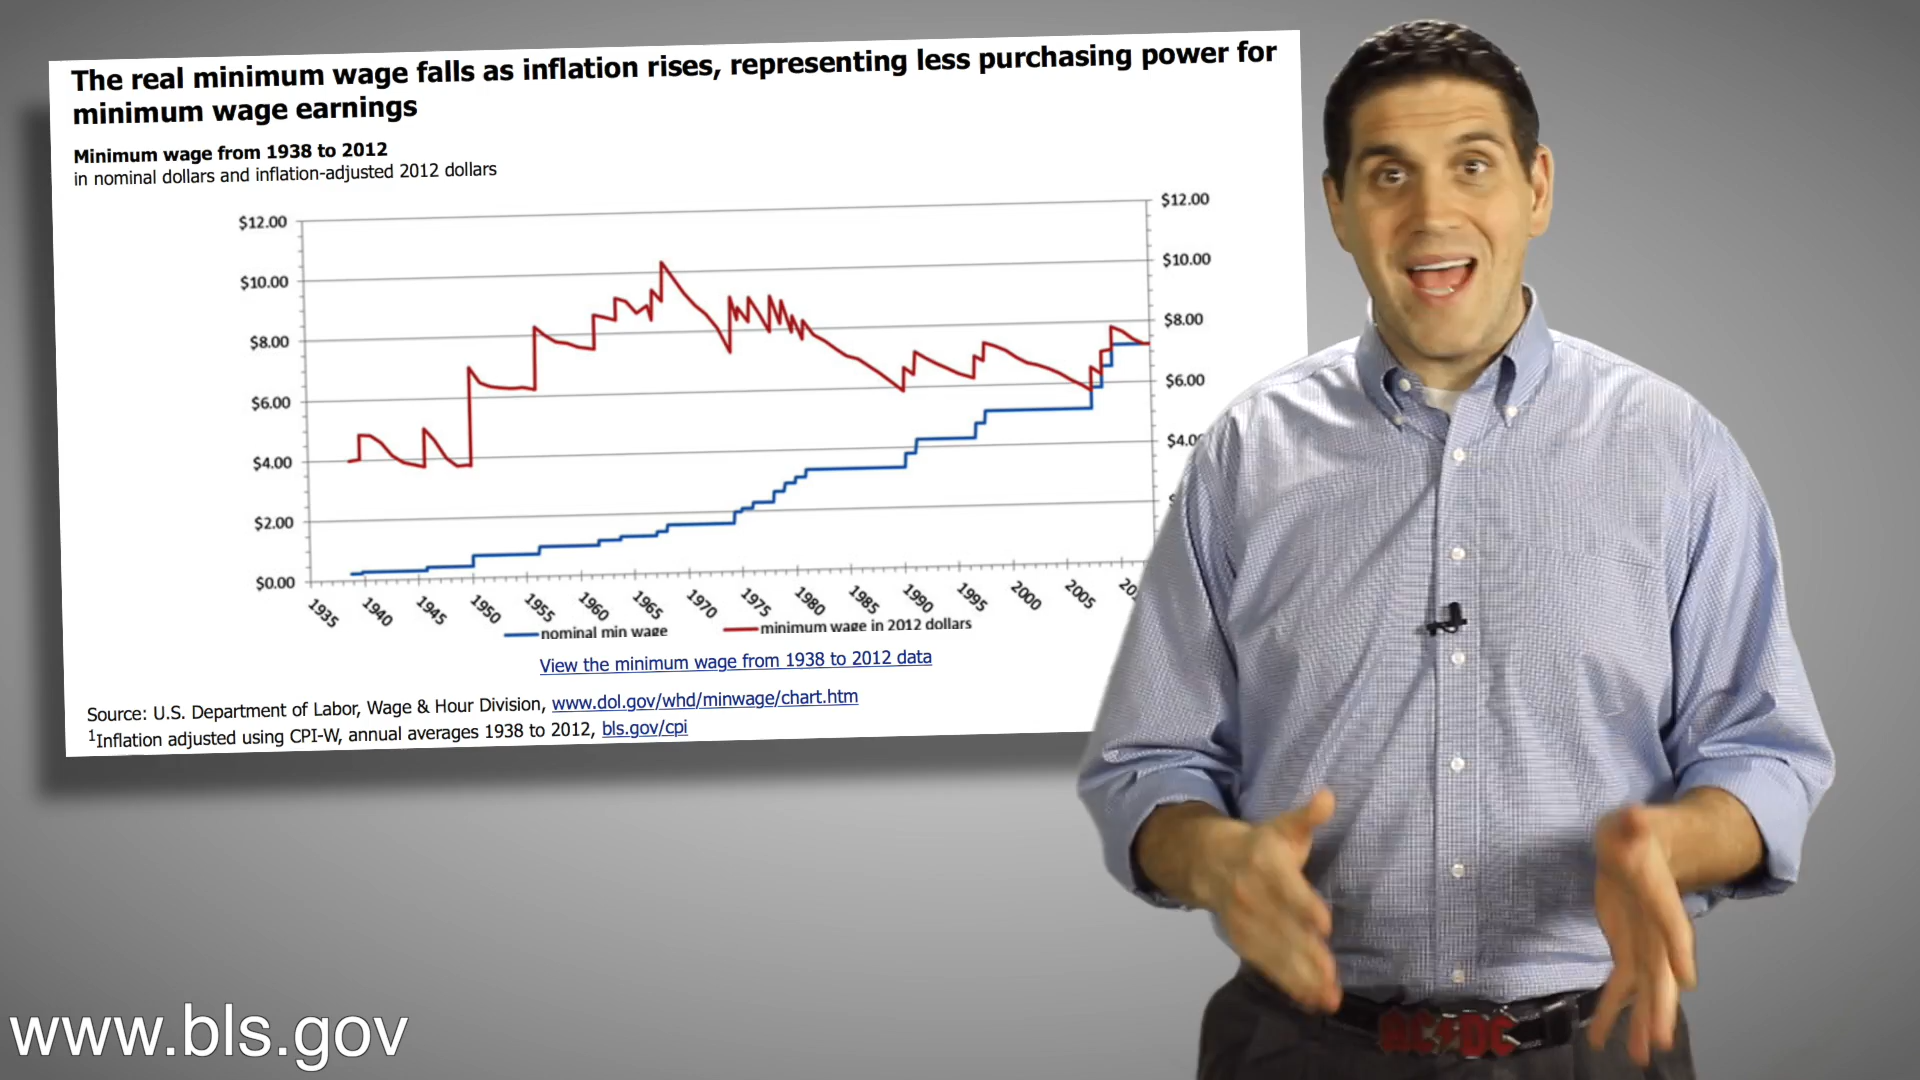 The real minimum wage falls as inflation rises, representing less purchasing power for
minimum wage earnings
Minimum wage from 1938 to 2012
in nominal dollars and inflation-adjusted 2012 dollars
$12.00
$10.00
$8.00
$6.00
$4.00
$2.00
$0.00
$12.00
$10.00
$8.00
$6.00
$4.00
1935 1940 1945 1950 1955 1960 1965 1970 1975 1980 1985 1990 1995 2000 2005
nominal min wage minimum wage in 2012 dollars
View the minimum wage from 1938 to 2012 data
Source: U.S. Department of Labor, Wage & Hour Division, www.dol.gov/whd/minwage/chart.htm
1Inflation adjusted using CPI-W, annual averages 1938 to 2012, bls.gov/cpi
www.bls.gov
AC DC